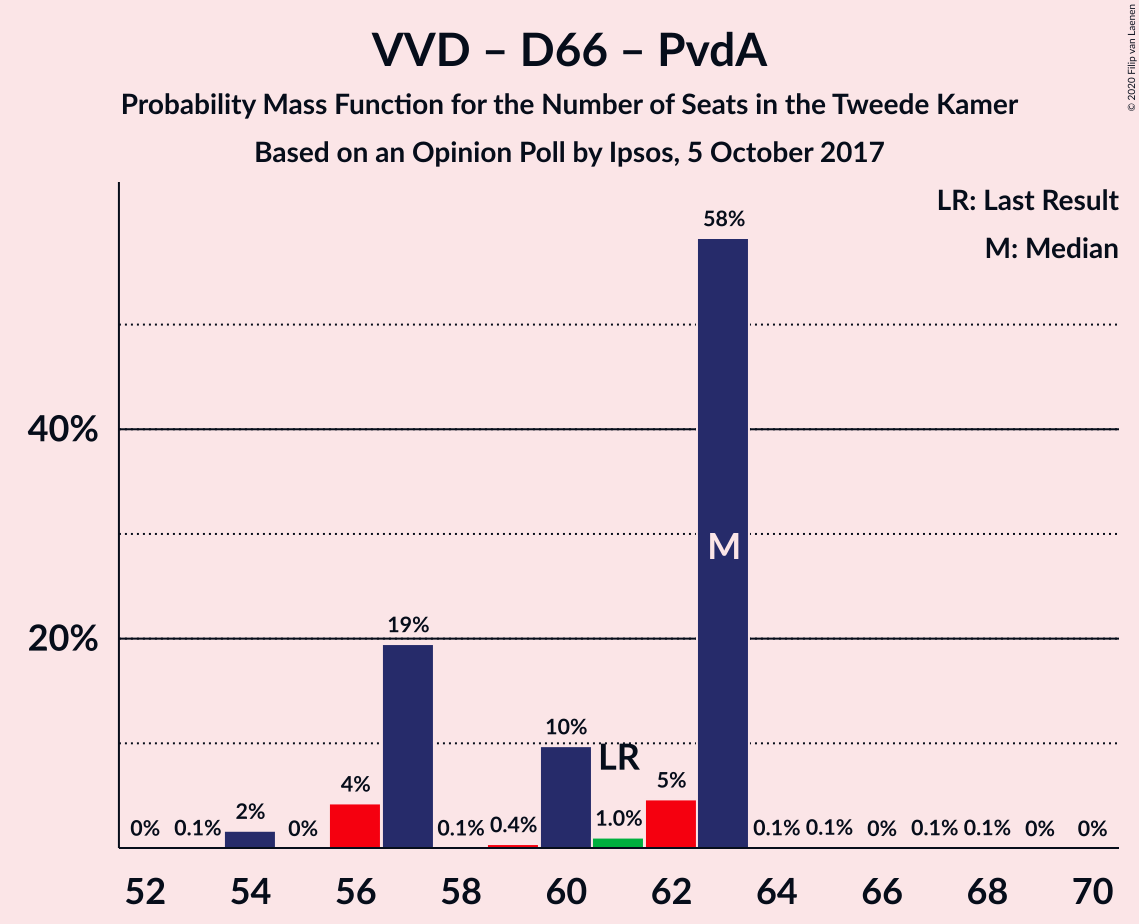 VVD – D66 – PvdA
Probability Mass Function for the Number of Seats in the Tweede Kamer
Based on an Opinion Poll by Ipsos, 5 October 2017
© 2020 Filip van Laenen
LR: Last Result
M: Median
58%
40%
M
20%
19%
10%
LR
4%
5%
2%
0% 0.1% 0% 0.1% 0.4% 1.0% 0.1% 0.1% 0% 0.1% 0.1% 0% 0%
52 54 56 58 60 62 64 66 68 70